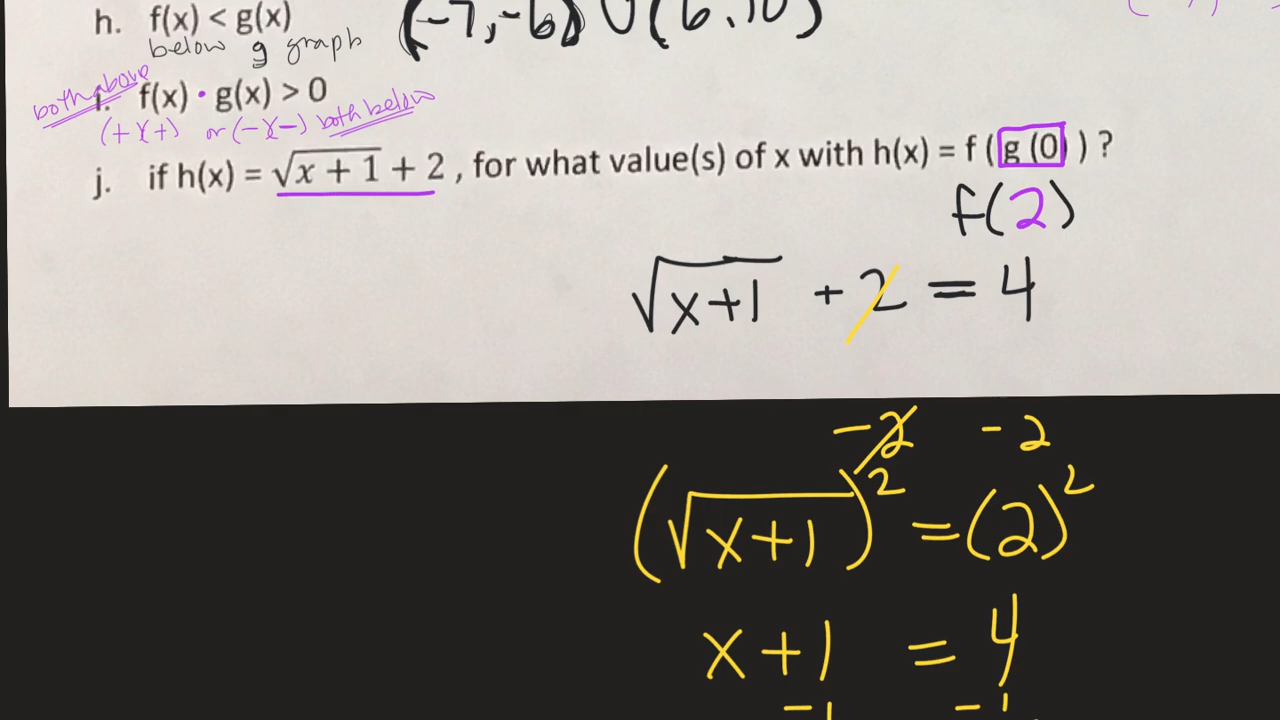 h. f(x) < g(x) (-7,-6) ∪ (6,10)
below g graph
both above
i. f(x) • g(x) > 0
(+x+) or (-x-) both below
j. if h(x) = √x + 1 + 2 , for what value(s) of x with h(x) = f ( g (0) ) ?
f(2)
√x+1 + 2 = 4
-2 -2
(√x+1)² = (2)²
x+1 = 4
-1 -1